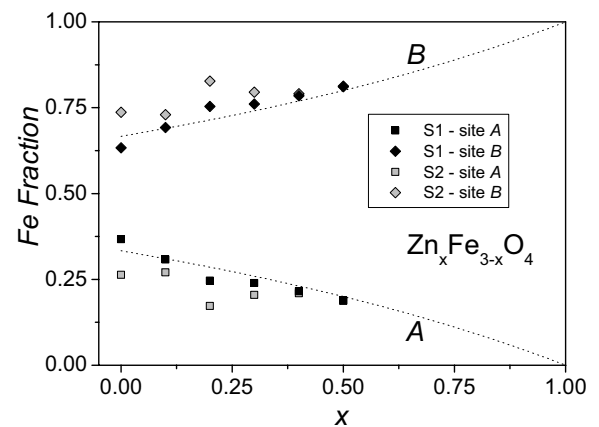 1.00
B
0.75
S1 - site A
S1 - site B
S2 - site A
S2 - site B
Fe Fraction
0.50
ZnₓFe₃₋ₓO₄
0.25
A
0.00
0.00 0.25 0.50 0.75 1.00
x